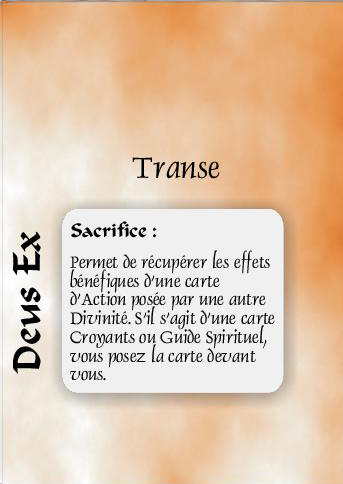 Transe
Deus Ex
Sacrifice :
Permet de récupérer les effets
bénéfiques d'une carte
d'Action posée par une autre
Divinité. S'il s'agit d'une carte
Croyants ou Guide Spirituel,
vous posez la carte devant
vous.